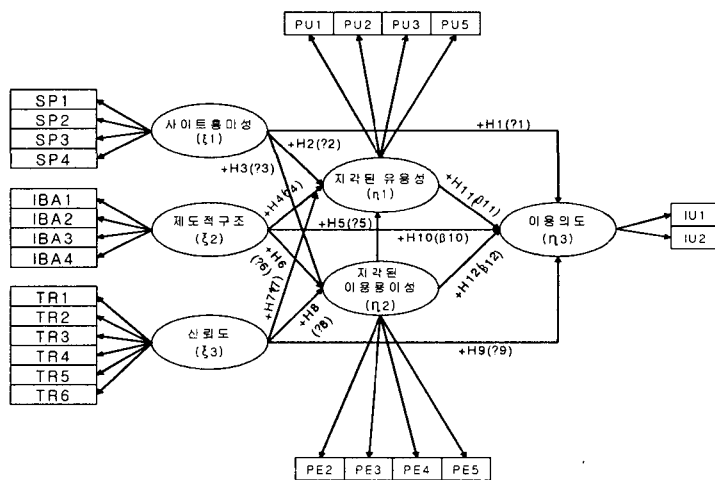 PU1 PU2 PU3 PU5
SP1
SP2
SP3
SP4
사이트흥미성
(ξ1)
+H1(?1)
+H2(?2
+H3(?3
지각된 유용성
(η1)
+H4(?4)
+H11(β11)
IBA1
IBA2
IBA3
IBA4
제도적구조
(ξ2)
+H5(?5
+H10(β10)
이용의도
(η3)
IU1
IU2
+H6
(?6)
지각된
이용용이성
(η2)
+H12(
β12)
+H7(?7)
+H8
(?8)
TR1
TR2
TR3
TR4
TR5
TR6
신뢰도
(ξ3)
+H9(?9)
PE2 PE3 PE4 PE5